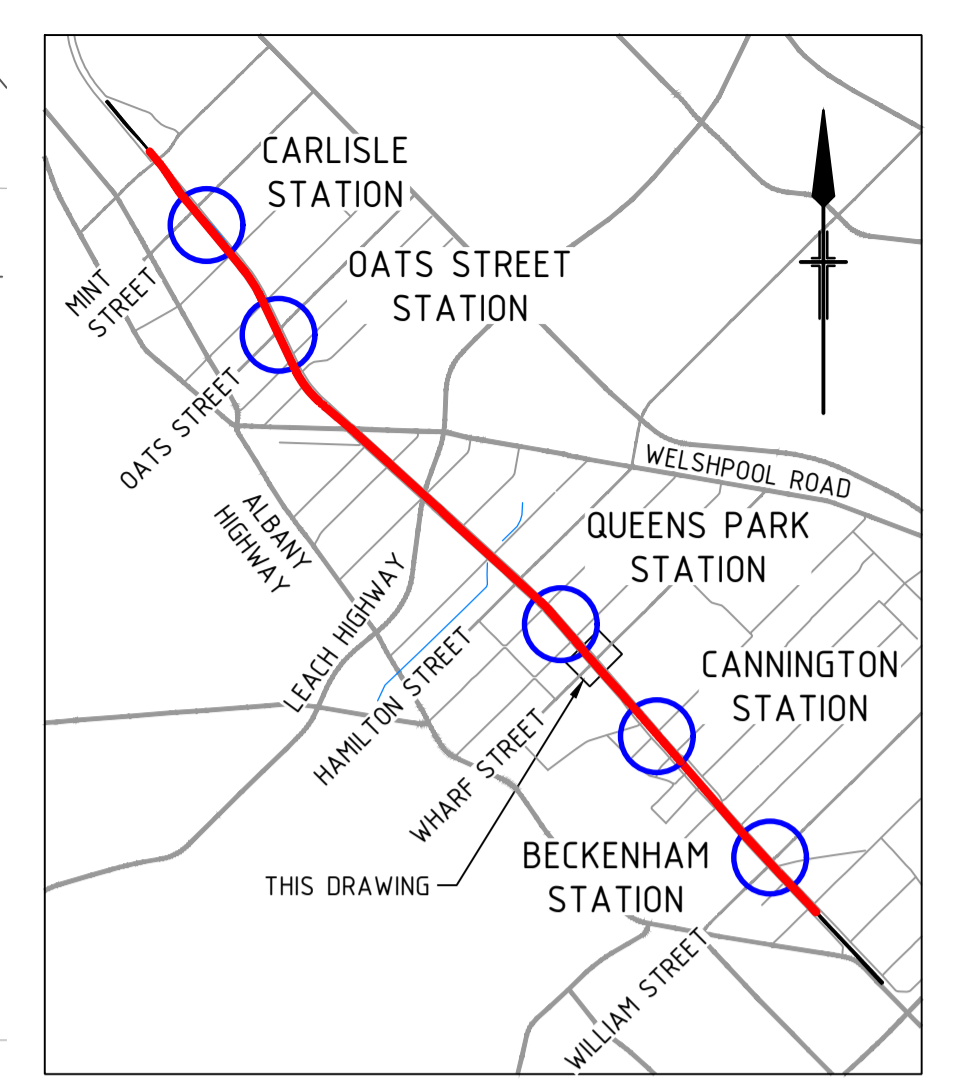 CARLISLE
STATION
OATS STREET
STATION
MINT
STREET
OATS STREET
ALBANY
HIGHWAY
WELSHPOOL ROAD
QUEENS PARK
STATION
LEACH HIGHWAY
HAMILTON STREET
CANNINGTON
STATION
WHARF STREET
THIS DRAWING
BECKENHAM
STATION
WILLIAM STREET